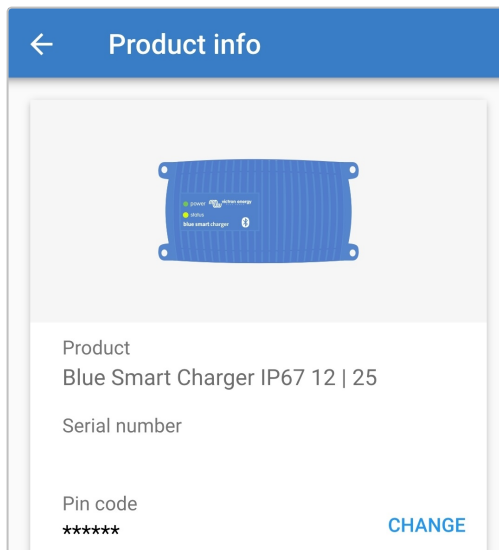 Product info
power victron energy
status
blue smart charger
Product
Blue Smart Charger IP67 12 | 25
Serial number
Pin code
******
CHANGE